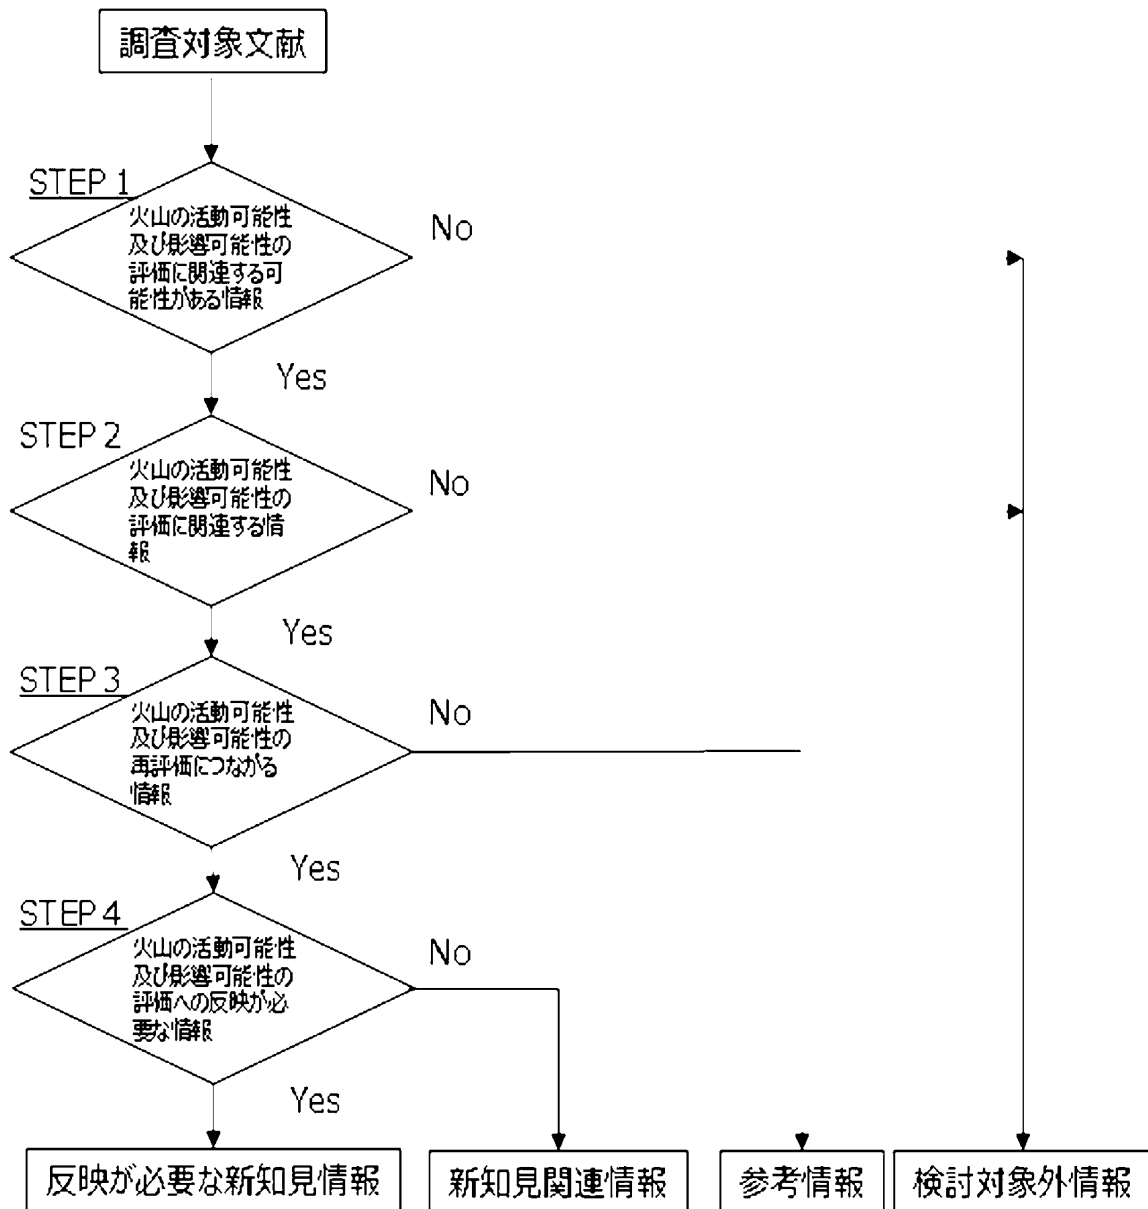 調査対象文献
STEP 1
火山の活動可能性
及び影響可能性の
評価に関連する可
能性がある情報
No
Yes
STEP 2
火山の活動可能性
及び影響可能性の
評価に関連する情
報
No
Yes
STEP 3
火山の活動可能性
及び影響可能性の
再評価につながる
情報
No
Yes
STEP 4
火山の活動可能性
及び影響可能性の
評価への反映が必
要な情報
No
Yes
反映が必要な新知見情報
新知見関連情報
参考情報
検討対象外情報